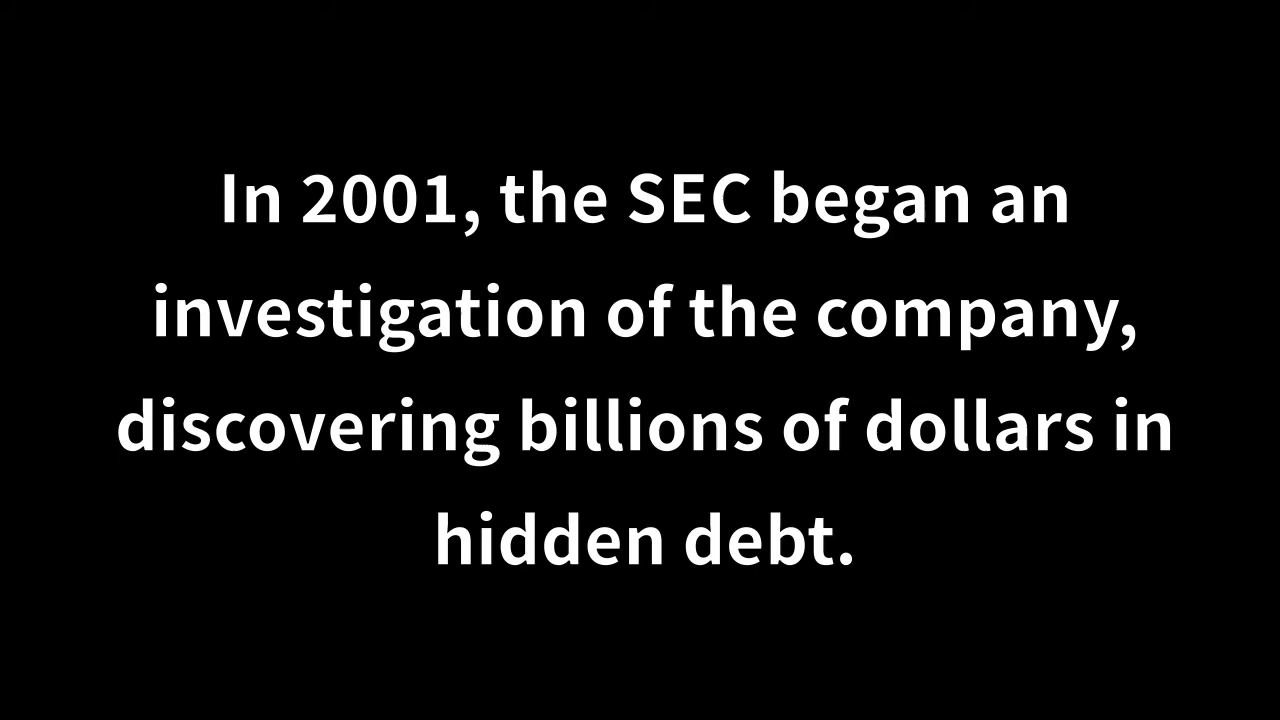 In 2001, the SEC began an
investigation of the company,
discovering billions of dollars in
hidden debt.